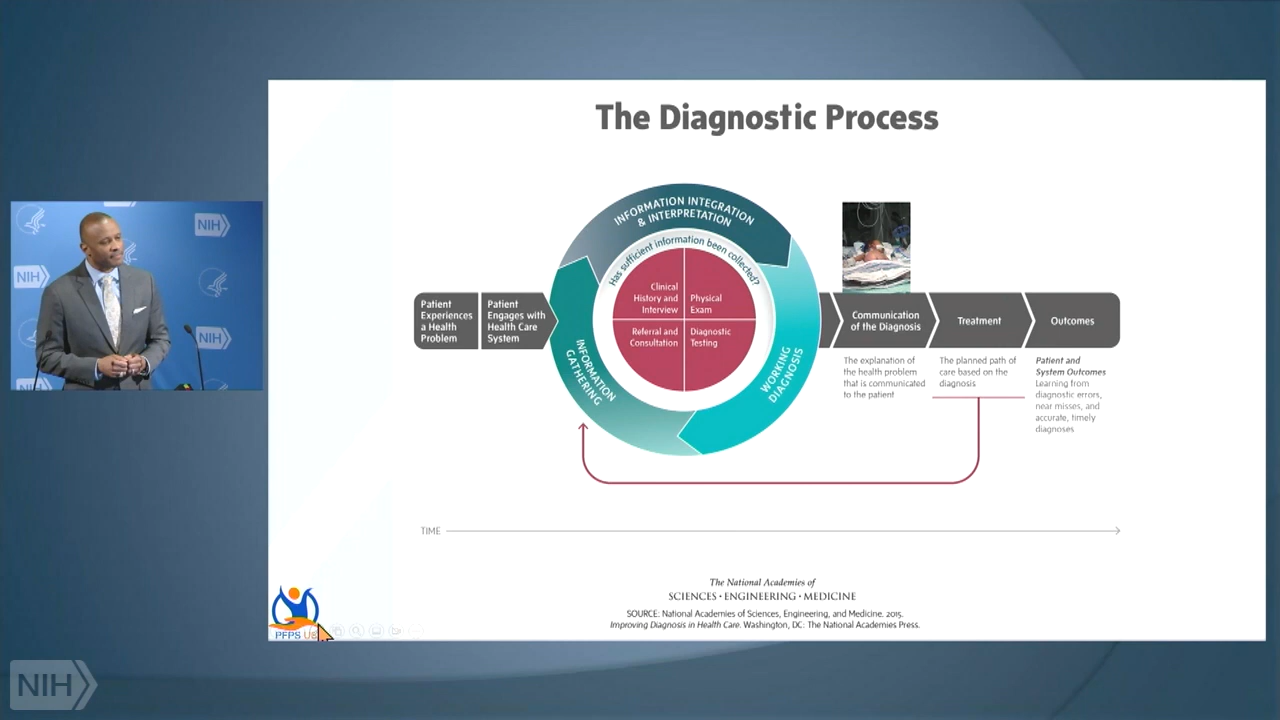 The Diagnostic Process
INFORMATION INTEGRATION
& INTERPRETATION
Has sufficient information been collected?
Clinical
History and
Interview
Physical
Exam
Referral and
Consultation
Diagnostic
Testing
INFORMATION
GATHERING
WORKING
DIAGNOSIS
Patient
Experiences
a Health
Problem
Patient
Engages with
Health Care
System
Communication
of the Diagnosis
Treatment
Outcomes
The explanation of
the health problem
that is communicated
to the patient
The planned path of
care based on the
diagnosis
Patient and
System Outcomes
Learning from
diagnostic errors,
near misses, and
accurate, timely
diagnoses
TIME
The National Academies of
SCIENCES • ENGINEERING • MEDICINE
SOURCE: National Academies of Sciences, Engineering, and Medicine. 2015.
Improving Diagnosis in Health Care. Washington, DC: The National Academies Press.
PFPS US
NIH
NIH
NIH
NIH